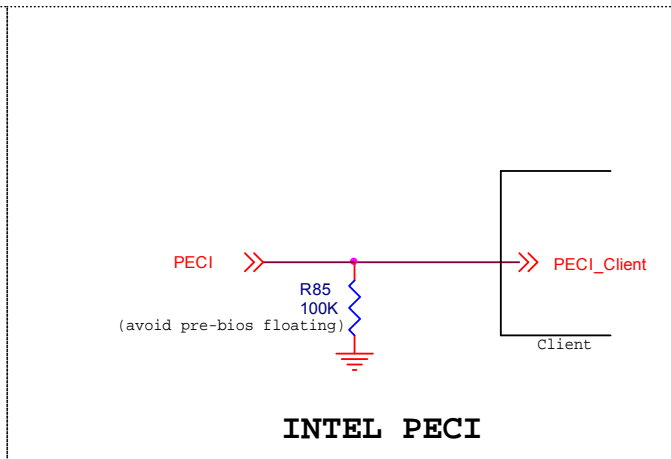 PECI
PECI_Client
R85
100K
(avoid pre-bios floating)
Client
INTEL PECI